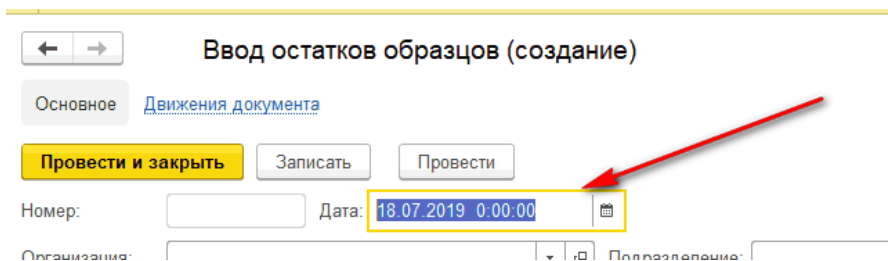 Ввод остатков образцов (создание)
Основное Движения документа
Провести и закрыть Записать Провести
Номер: Дата: 18.07.2019 0:00:00
Организация: Подразделение: